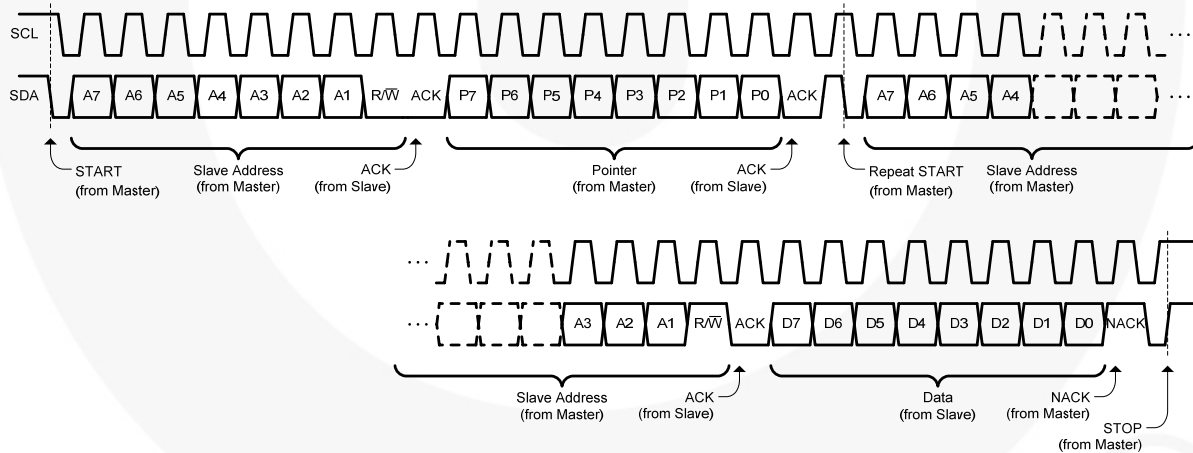 SCL
SDA A7 A6 A5 A4 A3 A2 A1 R/W̅ ACK P7 P6 P5 P4 P3 P2 P1 P0 ACK A7 A6 A5 A4
START
(from Master)
Slave Address
(from Master)
ACK
(from Slave)
Pointer
(from Master)
ACK
(from Slave)
Repeat START
(from Master)
Slave Address
(from Master)
A3 A2 A1 R/W̅ ACK D7 D6 D5 D4 D3 D2 D1 D0 NACK
Slave Address
(from Master)
ACK
(from Slave)
Data
(from Slave)
NACK
(from Master)
STOP
(from Master)